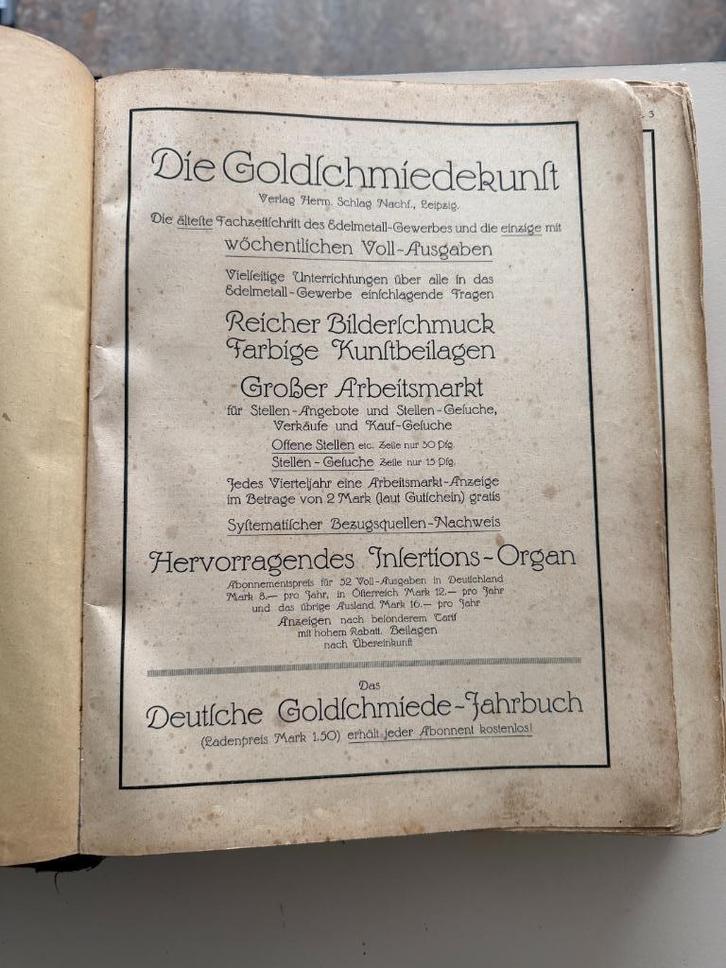 3
Die Goldſchmiedekunſt
Verlag Herm. Schlag Nachf., Leipzig.
Die älteſte Fachzeitſchrift des Edelmetall-Gewerbes und die einzige mit
wöchentlichen Voll-Ausgaben
Vielſeitige Unterrichtungen über alle in das
Edelmetall-Gewerbe einſchlagende Fragen
Reicher Bilderſchmuck
Farbige Kunſtbeilagen
Großer Arbeitsmarkt
für Stellen-Angebote und Stellen-Geſuche,
Verkäufe und Kauf-Geſuche
Offene Stellen etc. Zeile nur 30 Pfg.
Stellen-Geſuche Zeile nur 15 Pfg.
Jedes Vierteljahr eine Arbeitsmarkt-Anzeige
im Betrage von 2 Mark (laut Gutſchein) gratis
Syſtematiſcher Bezugsquellen-Nachweis
Hervorragendes Inſertions-Organ
Abonnementspreis für 52 Voll-Ausgaben in Deutſchland
Mark 8.— pro Jahr, in Öſterreich Mark 12.— pro Jahr
und das übrige Ausland Mark 16.— pro Jahr
Anzeigen nach beſonderem Tarif
mit hohem Rabatt. Beilagen
nach Übereinkunft
Das
Deutſche Goldſchmiede-Jahrbuch
(Ladenpreis Mark 1.50) erhält jeder Abonnent koſtenlos!